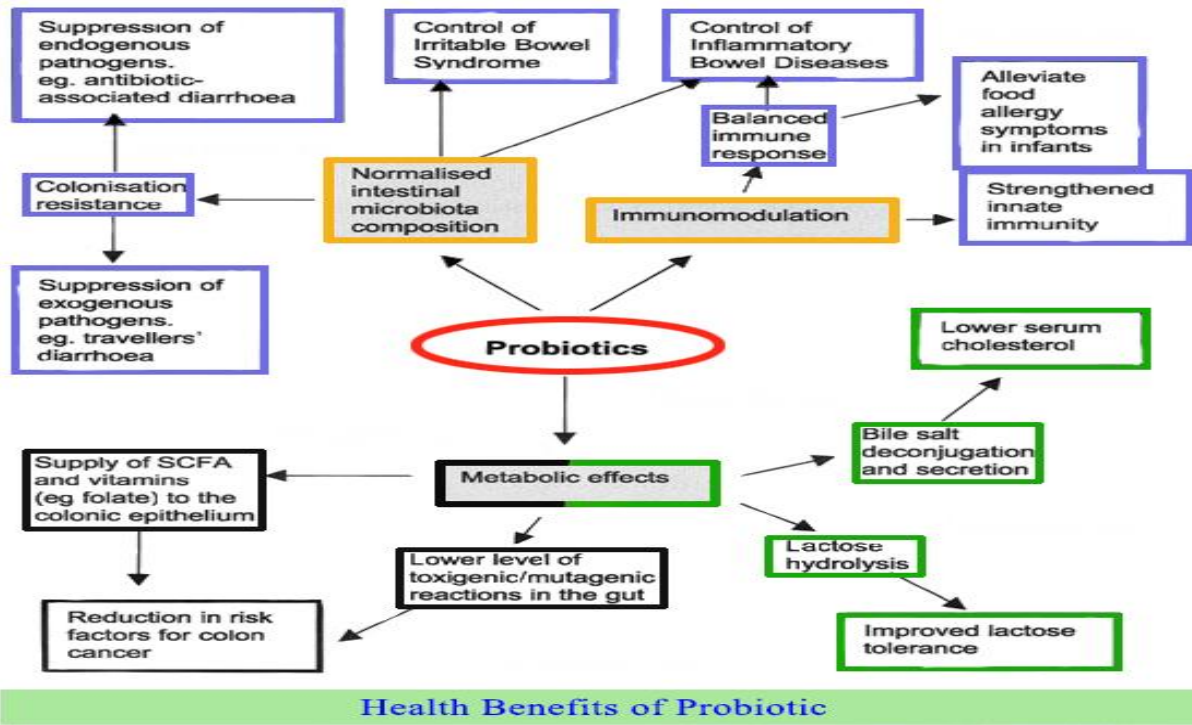 Suppression of
endogenous
pathogens.
eg. antibiotic-
associated diarrhoea
Control of
Irritable Bowel
Syndrome
Control of
Inflammatory
Bowel Diseases
Alleviate
food
allergy
symptoms
in infants
Balanced
immune
response
Colonisation
resistance
Normalised
intestinal
microbiota
composition
Immunomodulation
Strengthened
innate
immunity
Suppression of
exogenous
pathogens.
eg. travellers'
diarrhoea
Probiotics
Lower serum
cholesterol
Bile salt
deconjugation
and secretion
Supply of SCFA
and vitamins
(eg folate) to the
colonic epithelium
Metabolic effects
Lactose
hydrolysis
Lower level of
toxigenic/mutagenic
reactions in the gut
Reduction in risk
factors for colon
cancer
Improved lactose
tolerance
Health Benefits of Probiotic